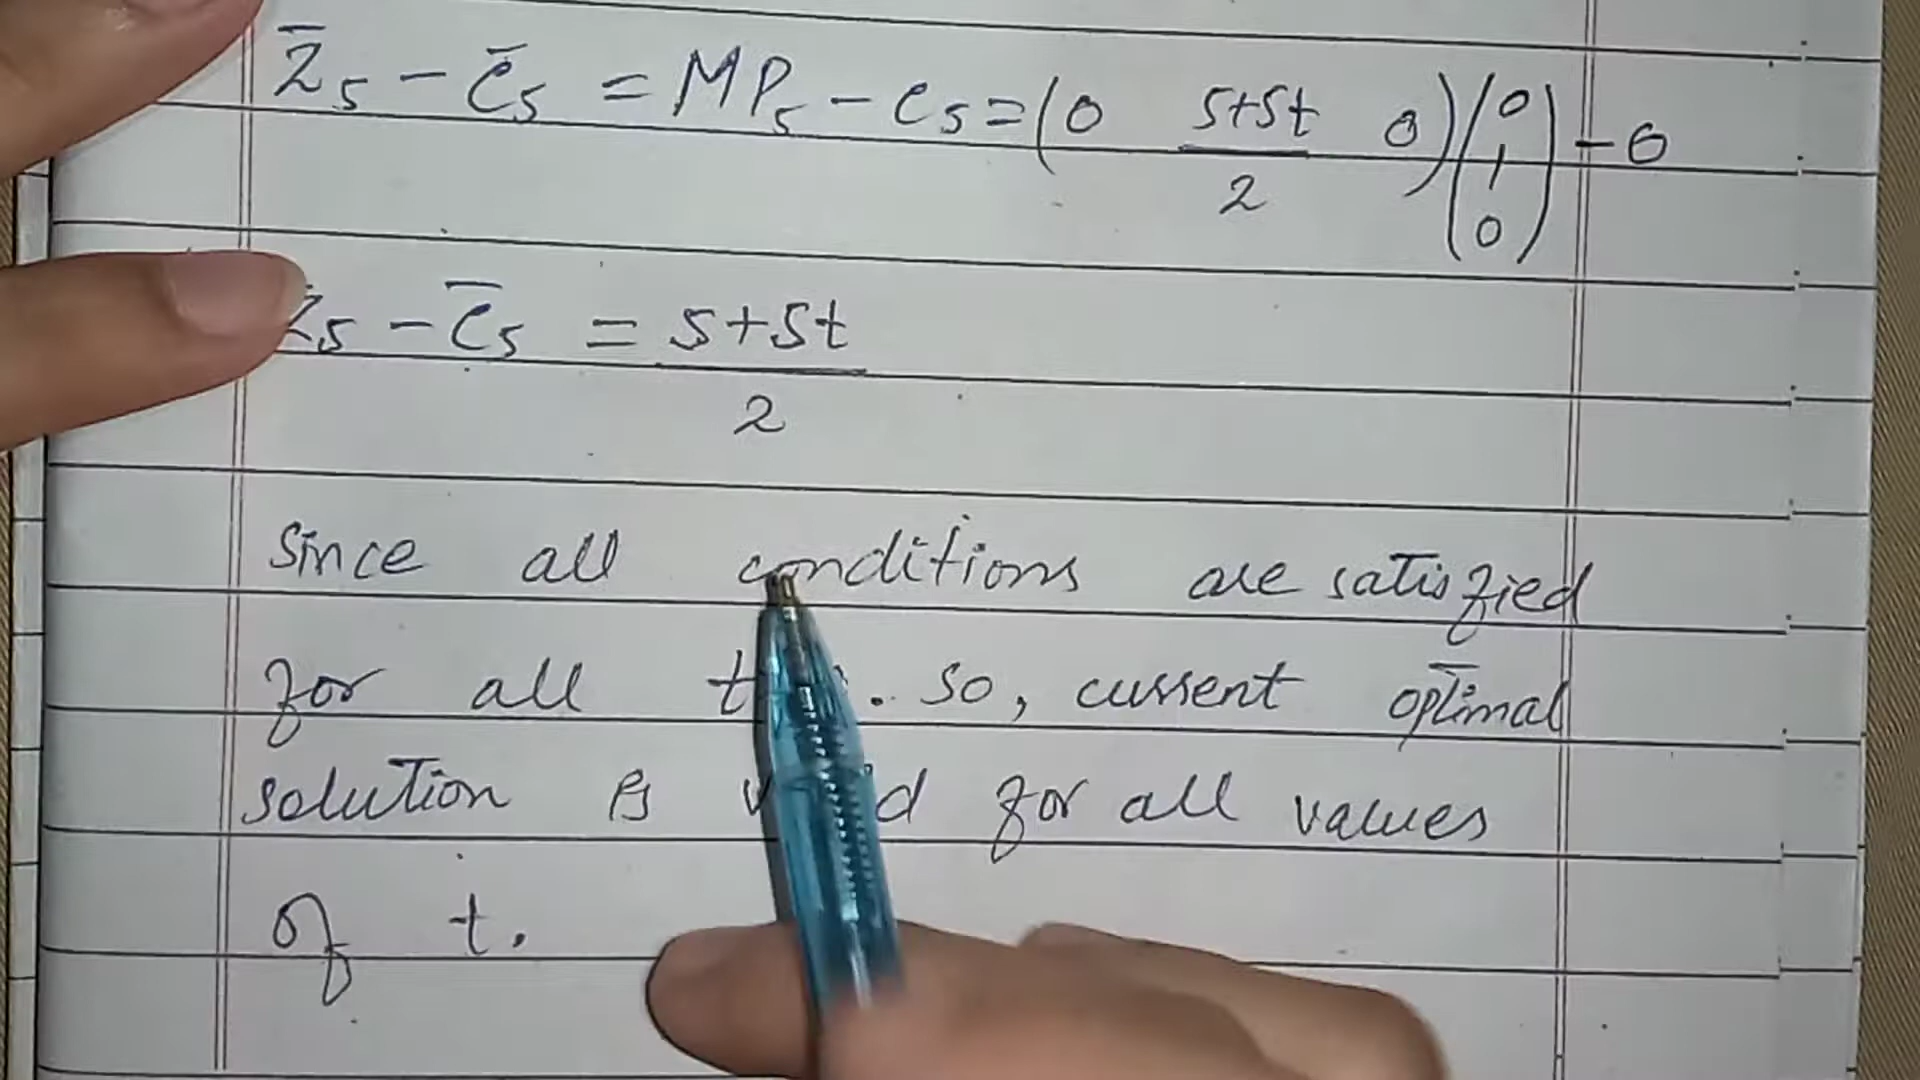 z̄₅ − c̄₅ = MP₅ − c₅ = (0 (5+5t)/2 0)(0 1 0) − 0
− c̄₅ = (5+5t)/2
Since all conditions are satisfied
for all t. So, current optimal
solution is for all values
of t.